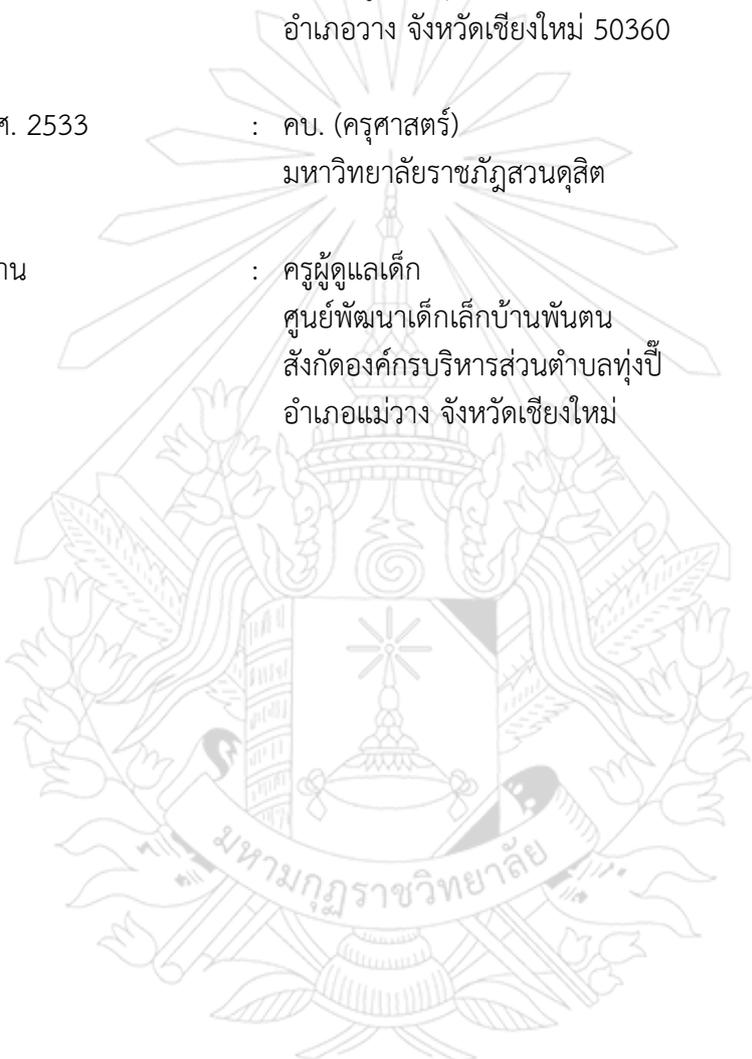 อำเภอวาง จังหวัดเชียงใหม่ 50360
ศ. 2533 : คบ. (ครุศาสตร์)
มหาวิทยาลัยราชภัฎสวนดุสิต
าน : ครูผู้ดูแลเด็ก
ศูนย์พัฒนาเด็กเล็กบ้านพันตน
สังกัดองค์กรบริหารส่วนตำบลทุ่งปี้
อำเภอแม่วาง จังหวัดเชียงใหม่
มหามกุฏราชวิทยาลัย